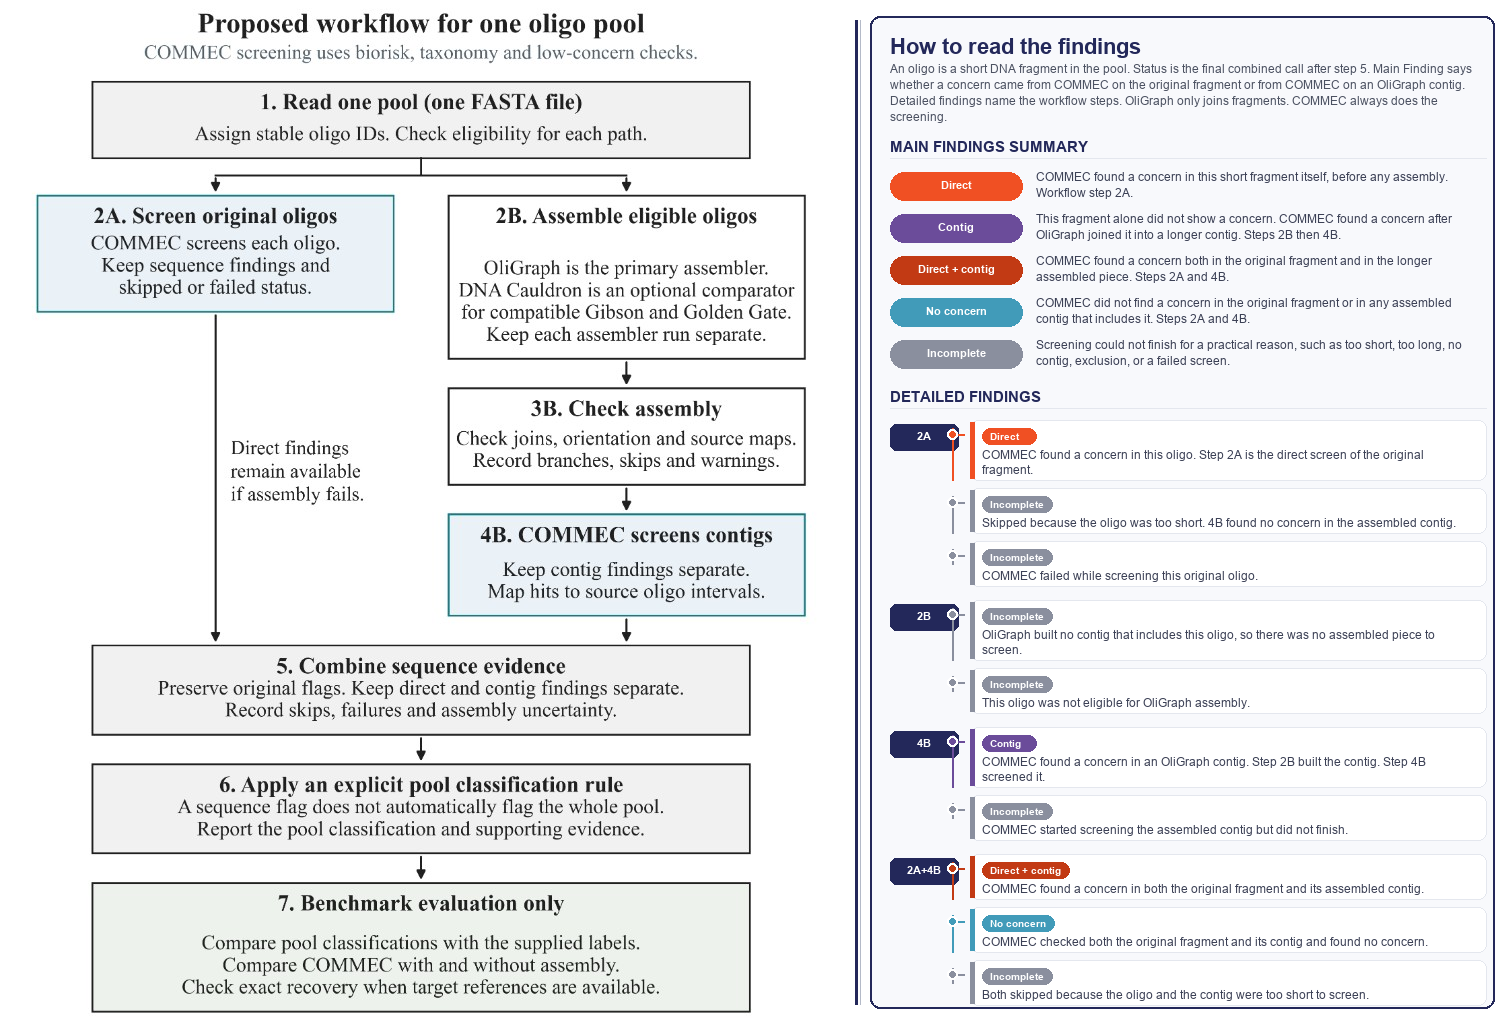 Proposed workflow for one oligo pool
COMMEC screening uses biorisk, taxonomy and low-concern checks.
1. Read one pool (one FASTA file)
Assign stable oligo IDs. Check eligibility for each path.
2A. Screen original oligos
COMMEC screens each oligo.
Keep sequence findings and
skipped or failed status.
2B. Assemble eligible oligos
OliGraph is the primary assembler.
DNA Cauldron is an optional comparator
for compatible Gibson and Golden Gate.
Keep each assembler run separate.
3B. Check assembly
Check joins, orientation and source maps.
Record branches, skips and warnings.
Direct findings
remain available
if assembly fails.
4B. COMMEC screens contigs
Keep contig findings separate.
Map hits to source oligo intervals.
5. Combine sequence evidence
Preserve original flags. Keep direct and contig findings separate.
Record skips, failures and assembly uncertainty.
6. Apply an explicit pool classification rule
A sequence flag does not automatically flag the whole pool.
Report the pool classification and supporting evidence.
7. Benchmark evaluation only
Compare pool classifications with the supplied labels.
Compare COMMEC with and without assembly.
Check exact recovery when target references are available.
How to read the findings
An oligo is a short DNA fragment in the pool. Status is the final combined call after step 5. Main Finding says
whether a concern came from COMMEC on the original fragment or from COMMEC on an OliGraph contig.
Detailed findings name the workflow steps. OliGraph only joins fragments. COMMEC always does the
screening.
MAIN FINDINGS SUMMARY
Direct
COMMEC found a concern in this short fragment itself, before any assembly.
Workflow step 2A.
Contig
This fragment alone did not show a concern. COMMEC found a concern after
OliGraph joined it into a longer contig. Steps 2B then 4B.
Direct + contig
COMMEC found a concern both in the original fragment and in the longer
assembled piece. Steps 2A and 4B.
No concern
COMMEC did not find a concern in the original fragment or in any assembled
contig that includes it. Steps 2A and 4B.
Incomplete
Screening could not finish for a practical reason, such as too short, too long, no
contig, exclusion, or a failed screen.
DETAILED FINDINGS
2A
Direct
COMMEC found a concern in this oligo. Step 2A is the direct screen of the original
fragment.
Incomplete
Skipped because the oligo was too short. 4B found no concern in the assembled contig.
Incomplete
COMMEC failed while screening this original oligo.
2B
Incomplete
OliGraph built no contig that includes this oligo, so there was no assembled piece to
screen.
Incomplete
This oligo was not eligible for OliGraph assembly.
4B
Contig
COMMEC found a concern in an OliGraph contig. Step 2B built the contig. Step 4B
screened it.
Incomplete
COMMEC started screening the assembled contig but did not finish.
2A+4B
Direct + contig
COMMEC found a concern in both the original fragment and its assembled contig.
No concern
COMMEC checked both the original fragment and its contig and found no concern.
Incomplete
Both skipped because the oligo and the contig were too short to screen.